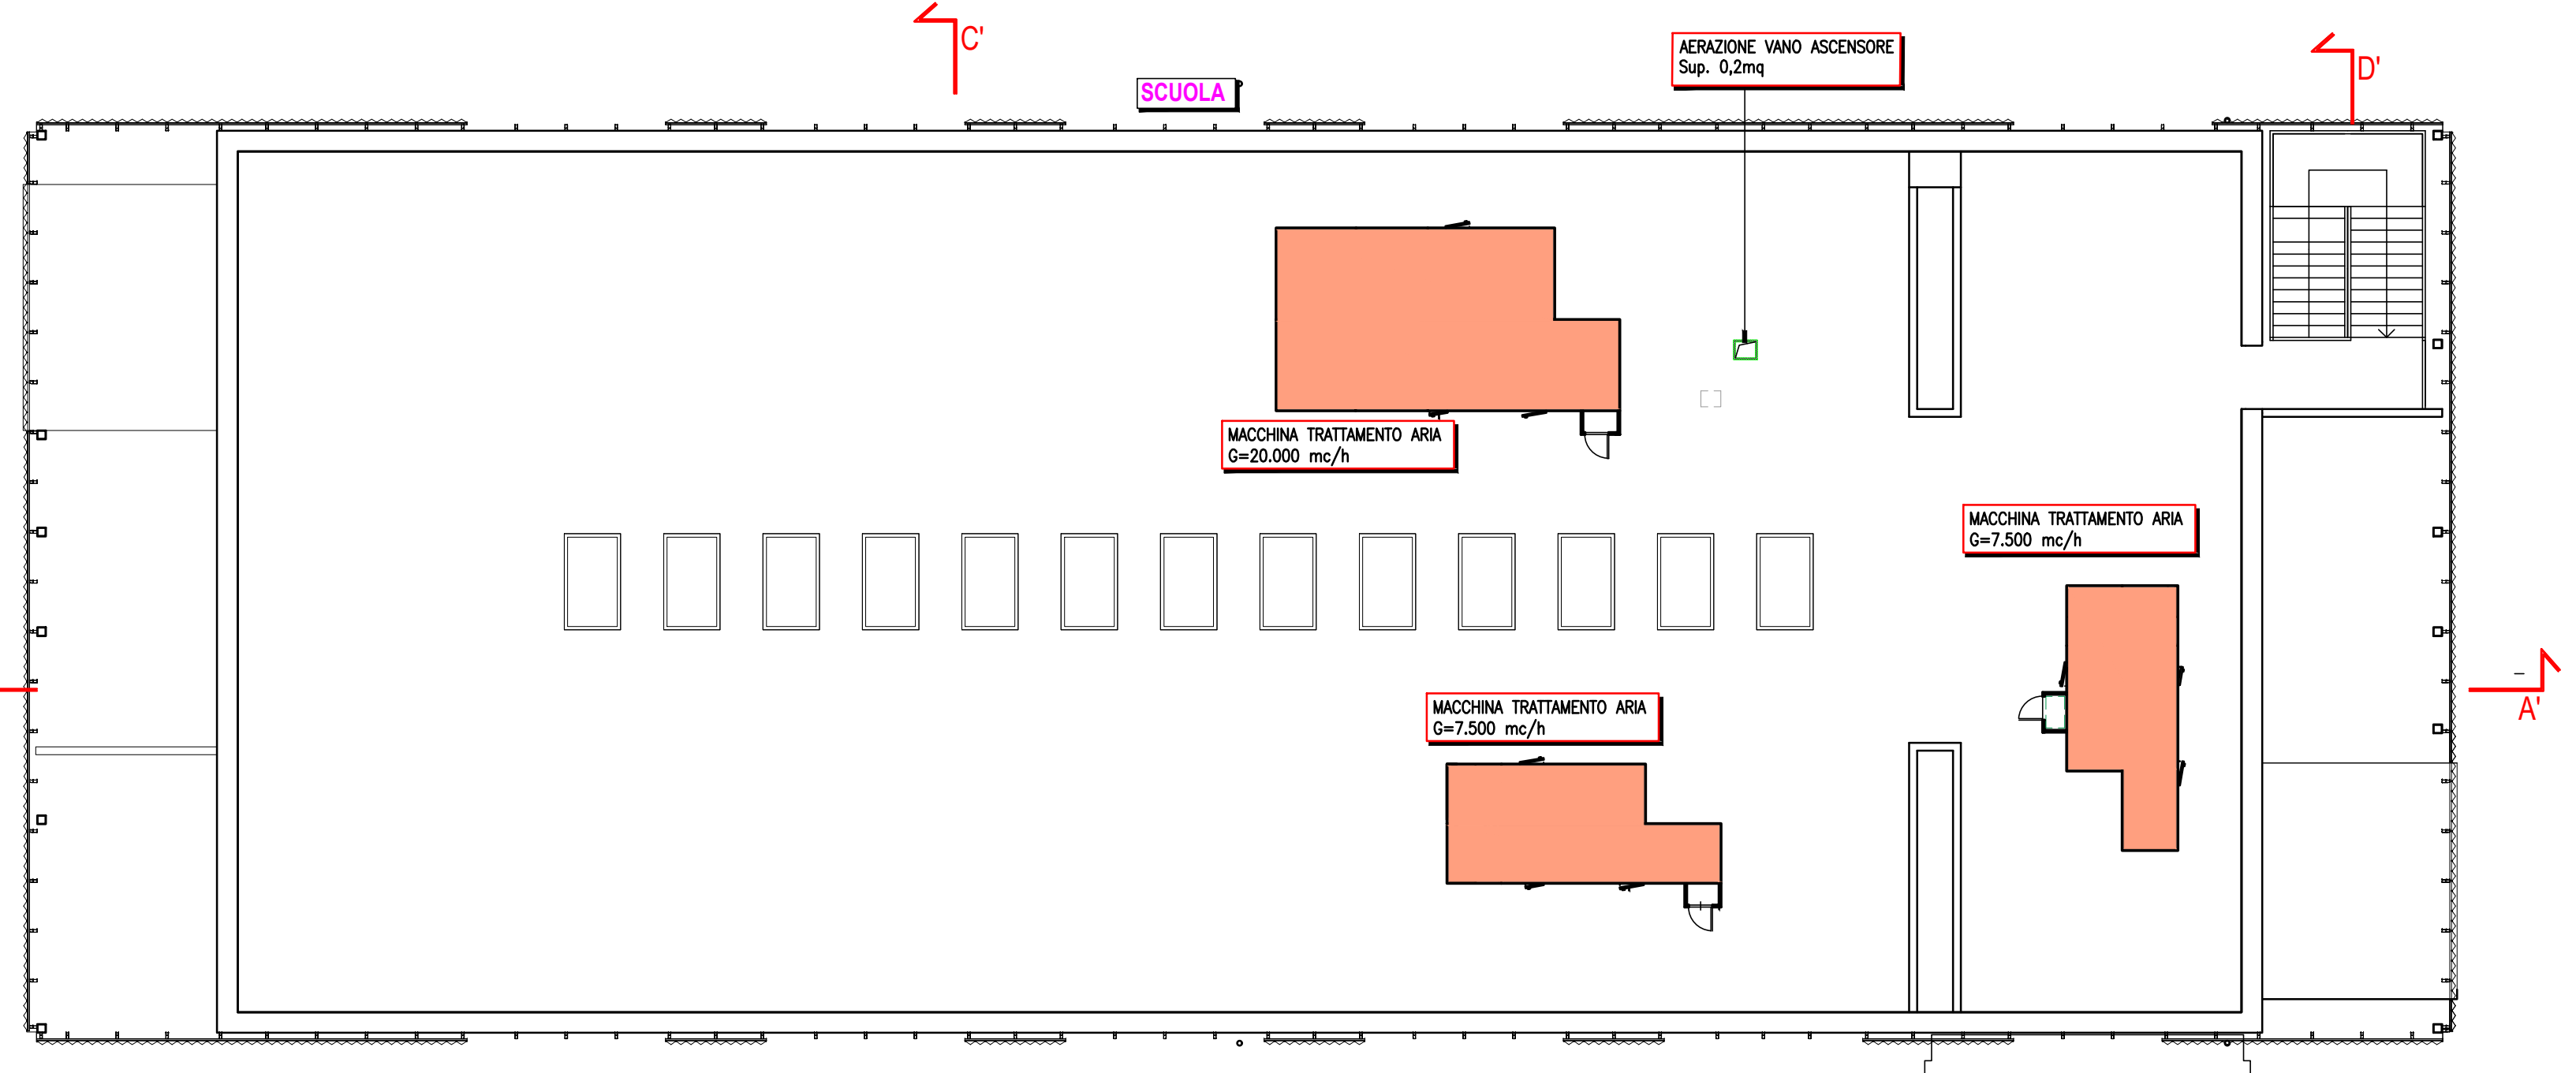 C'
AERAZIONE VANO ASCENSORE
Sup. 0,2mq
D'
SCUOLA
MACCHINA TRATTAMENTO ARIA
G=20.000 mc/h
MACCHINA TRATTAMENTO ARIA
G=7.500 mc/h
MACCHINA TRATTAMENTO ARIA
G=7.500 mc/h
A'